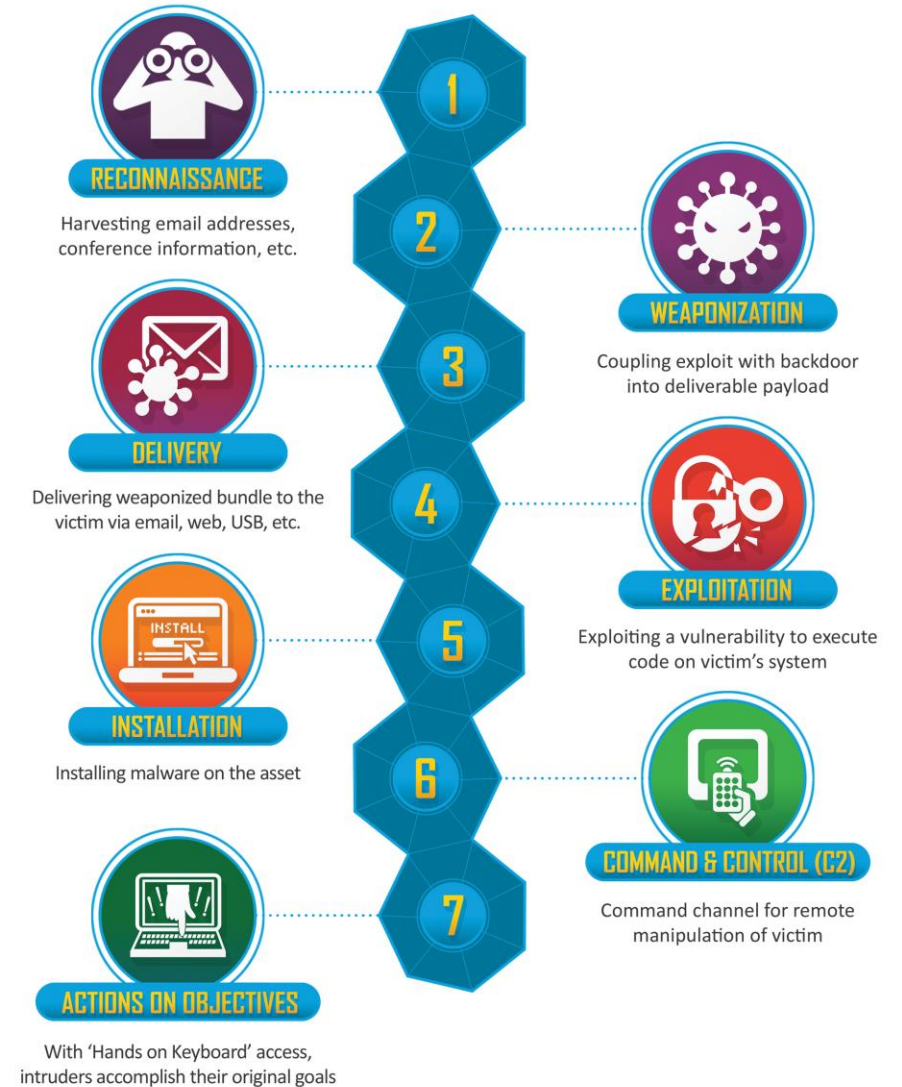 1
RECONNAISSANCE
Harvesting email addresses,
conference information, etc.
2
WEAPONIZATION
Coupling exploit with backdoor
into deliverable payload
3
DELIVERY
Delivering weaponized bundle to the
victim via email, web, USB, etc.
4
EXPLOITATION
Exploiting a vulnerability to execute
code on victim's system
5
INSTALL
INSTALLATION
Installing malware on the asset
6
COMMAND & CONTROL (C2)
Command channel for remote
manipulation of victim
7
! ! ! !
ACTIONS ON OBJECTIVES
With ‘Hands on Keyboard’ access,
intruders accomplish their original goals